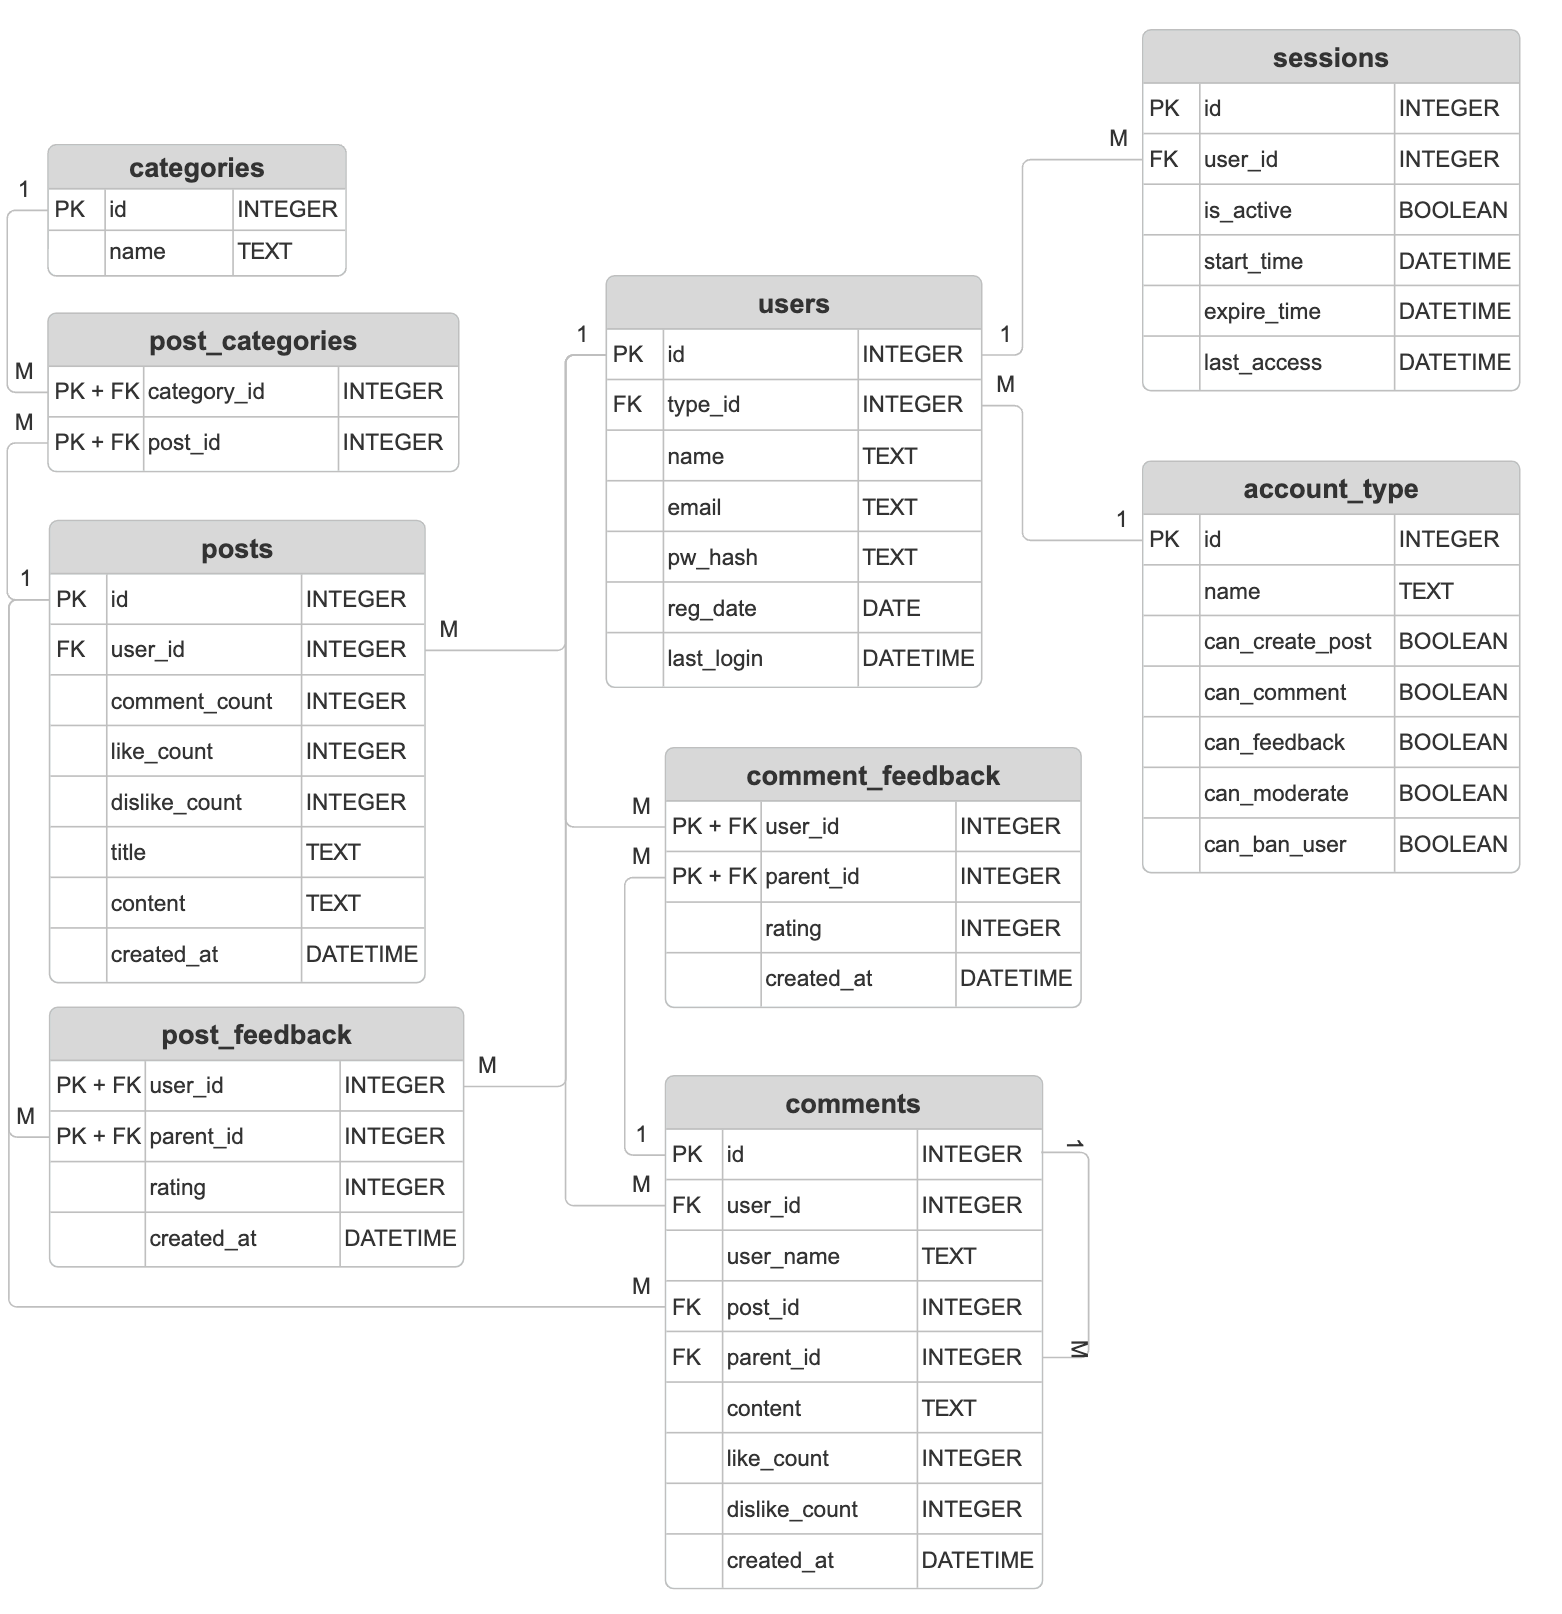 sessions
PK id INTEGER
M
FK user_id INTEGER
is_active BOOLEAN
start_time DATETIME
expire_time DATETIME
last_access DATETIME
categories
1
PK id INTEGER
name TEXT
post_categories
M
PK + FK category_id INTEGER
M
PK + FK post_id INTEGER
users
1
1
PK id INTEGER
M
FK type_id INTEGER
name TEXT
email TEXT
pw_hash TEXT
reg_date DATE
last_login DATETIME
account_type
1
PK id INTEGER
name TEXT
can_create_post BOOLEAN
can_comment BOOLEAN
can_feedback BOOLEAN
can_moderate BOOLEAN
can_ban_user BOOLEAN
posts
1
PK id INTEGER
M
FK user_id INTEGER
comment_count INTEGER
like_count INTEGER
dislike_count INTEGER
title TEXT
content TEXT
created_at DATETIME
comment_feedback
M
PK + FK user_id INTEGER
M
PK + FK parent_id INTEGER
rating INTEGER
created_at DATETIME
post_feedback
M
PK + FK user_id INTEGER
M
PK + FK parent_id INTEGER
rating INTEGER
created_at DATETIME
comments
1
1
PK id INTEGER
M
FK user_id INTEGER
user_name TEXT
M
FK post_id INTEGER
M
FK parent_id INTEGER
content TEXT
like_count INTEGER
dislike_count INTEGER
created_at DATETIME